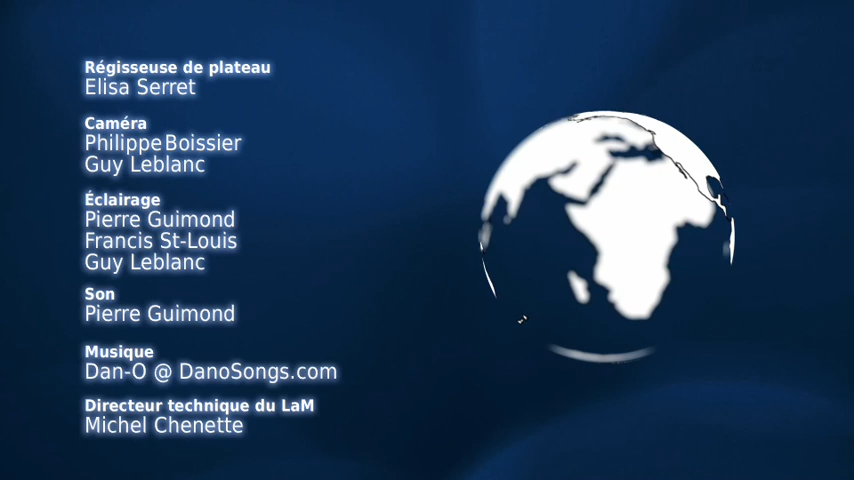 Régisseuse de plateau
Elisa Serret
Caméra
Philippe Boissier
Guy Leblanc
Éclairage
Pierre Guimond
Francis St-Louis
Guy Leblanc
Son
Pierre Guimond
Musique
Dan-O @ DanoSongs.com
Directeur technique du LaM
Michel Chenette